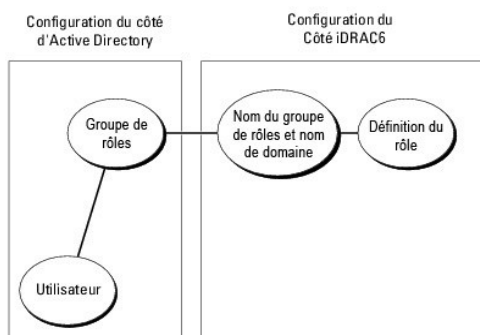 Configuration du côté
d'Active Directory
Configuration du
Côté iDRAC6
Groupe de
rôles
Nom du groupe
de rôles et nom
de domaine
Définition du
rôle
Utilisateur